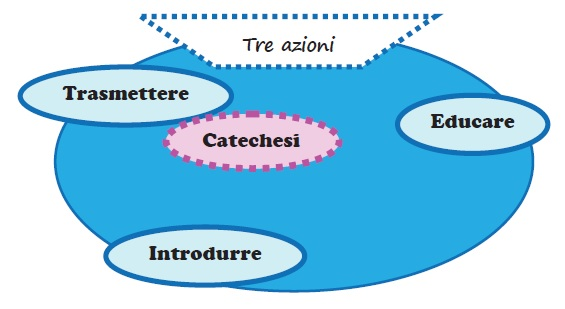 Tre azioni
Trasmettere
Educare
Catechesi
Introdurre